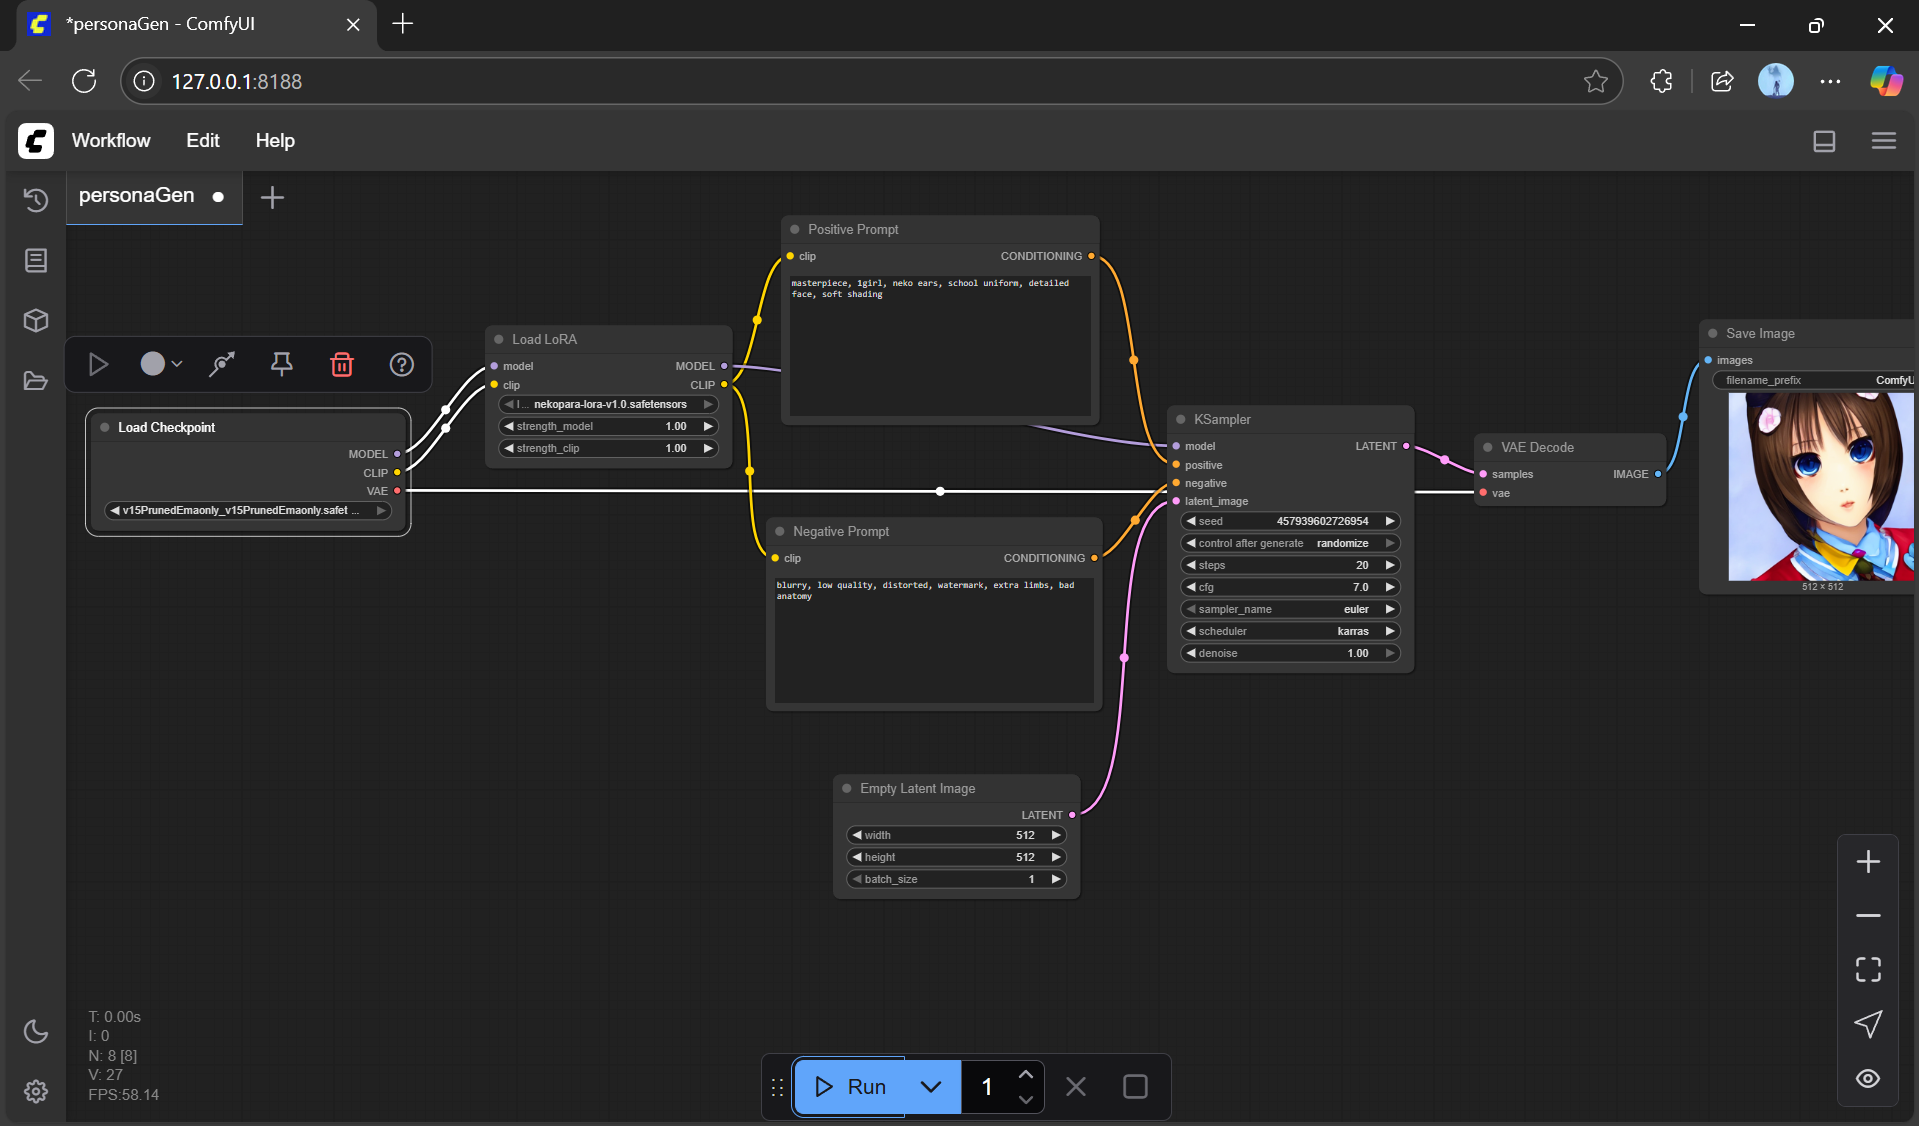 *personaGen - ComfyUI
127.0.0.1:8188
Workflow Edit Help
personaGen
Positive Prompt
clip CONDITIONING
masterpiece, 1girl, neko ears, school uniform, detailed
face, soft shading
Load LoRA
model MODEL
clip CLIP
l... nekopara-lora-v1.0.safetensors
strength_model 1.00
strength_clip 1.00
Load Checkpoint
MODEL
CLIP
VAE
v15PrunedEmaonly_v15PrunedEmaonly.safet ...
Negative Prompt
clip CONDITIONING
blurry, low quality, distorted, watermark, extra limbs, bad
anatomy
KSampler
model LATENT
positive
negative
latent_image
seed 457939602726954
control after generate randomize
steps 20
cfg 7.0
sampler_name euler
scheduler karras
denoise 1.00
VAE Decode
samples IMAGE
vae
Save Image
images
filename_prefix ComfyU
512 × 512
Empty Latent Image
LATENT
width 512
height 512
batch_size 1
T: 0.00s
I: 0
N: 8 [8]
V: 27
FPS:58.14
Run 1